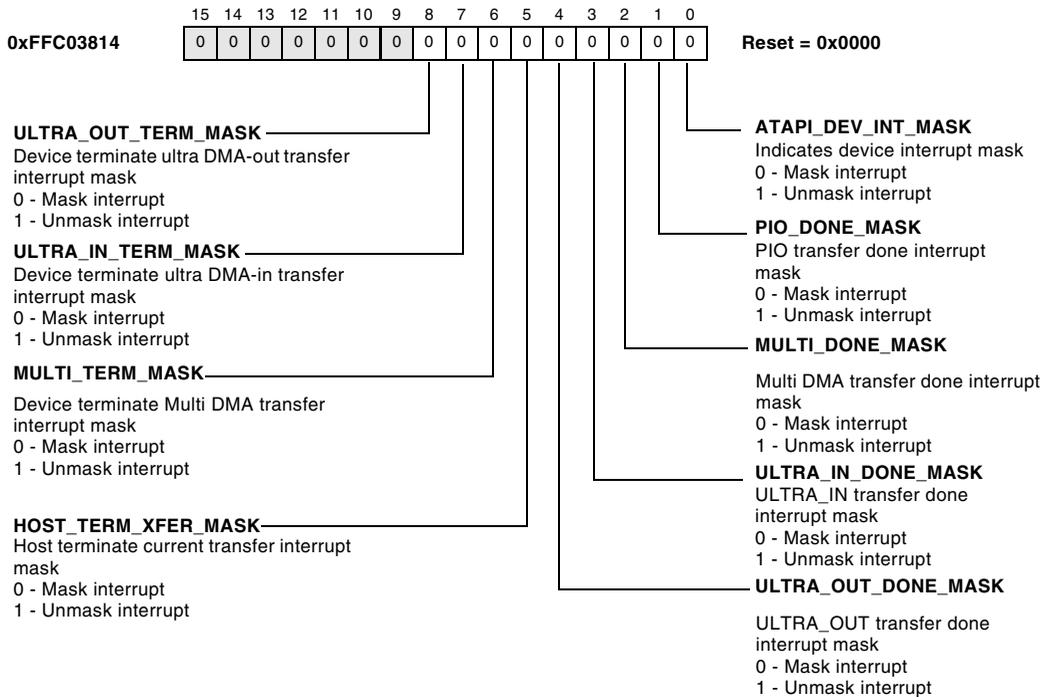 15 14 13 12 11 10 9 8 7 6 5 4 3 2 1 0
0xFFC03814
0 0 0 0 0 0 0 0 0 0 0 0 0 0 0 0
Reset = 0x0000
ULTRA_OUT_TERM_MASK
Device terminate ultra DMA-out transfer
interrupt mask
0 - Mask interrupt
1 - Unmask interrupt
ULTRA_IN_TERM_MASK
Device terminate ultra DMA-in transfer
interrupt mask
0 - Mask interrupt
1 - Unmask interrupt
MULTI_TERM_MASK
Device terminate Multi DMA transfer
interrupt mask
0 - Mask interrupt
1 - Unmask interrupt
HOST_TERM_XFER_MASK
Host terminate current transfer interrupt
mask
0 - Mask interrupt
1 - Unmask interrupt
ATAPI_DEV_INT_MASK
Indicates device interrupt mask
0 - Mask interrupt
1 - Unmask interrupt
PIO_DONE_MASK
PIO transfer done interrupt
mask
0 - Mask interrupt
1 - Unmask interrupt
MULTI_DONE_MASK
Multi DMA transfer done interrupt
mask
0 - Mask interrupt
1 - Unmask interrupt
ULTRA_IN_DONE_MASK
ULTRA_IN transfer done
interrupt mask
0 - Mask interrupt
1 - Unmask interrupt
ULTRA_OUT_DONE_MASK
ULTRA_OUT transfer done
interrupt mask
0 - Mask interrupt
1 - Unmask interrupt